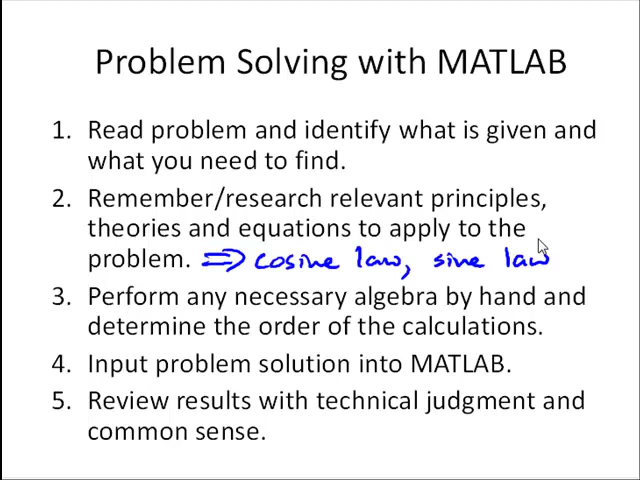 Problem Solving with MATLAB
1. Read problem and identify what is given and
what you need to find.
2. Remember/research relevant principles,
theories and equations to apply to the
problem. ⇒ cosine law, sine law
3. Perform any necessary algebra by hand and
determine the order of the calculations.
4. Input problem solution into MATLAB.
5. Review results with technical judgment and
common sense.